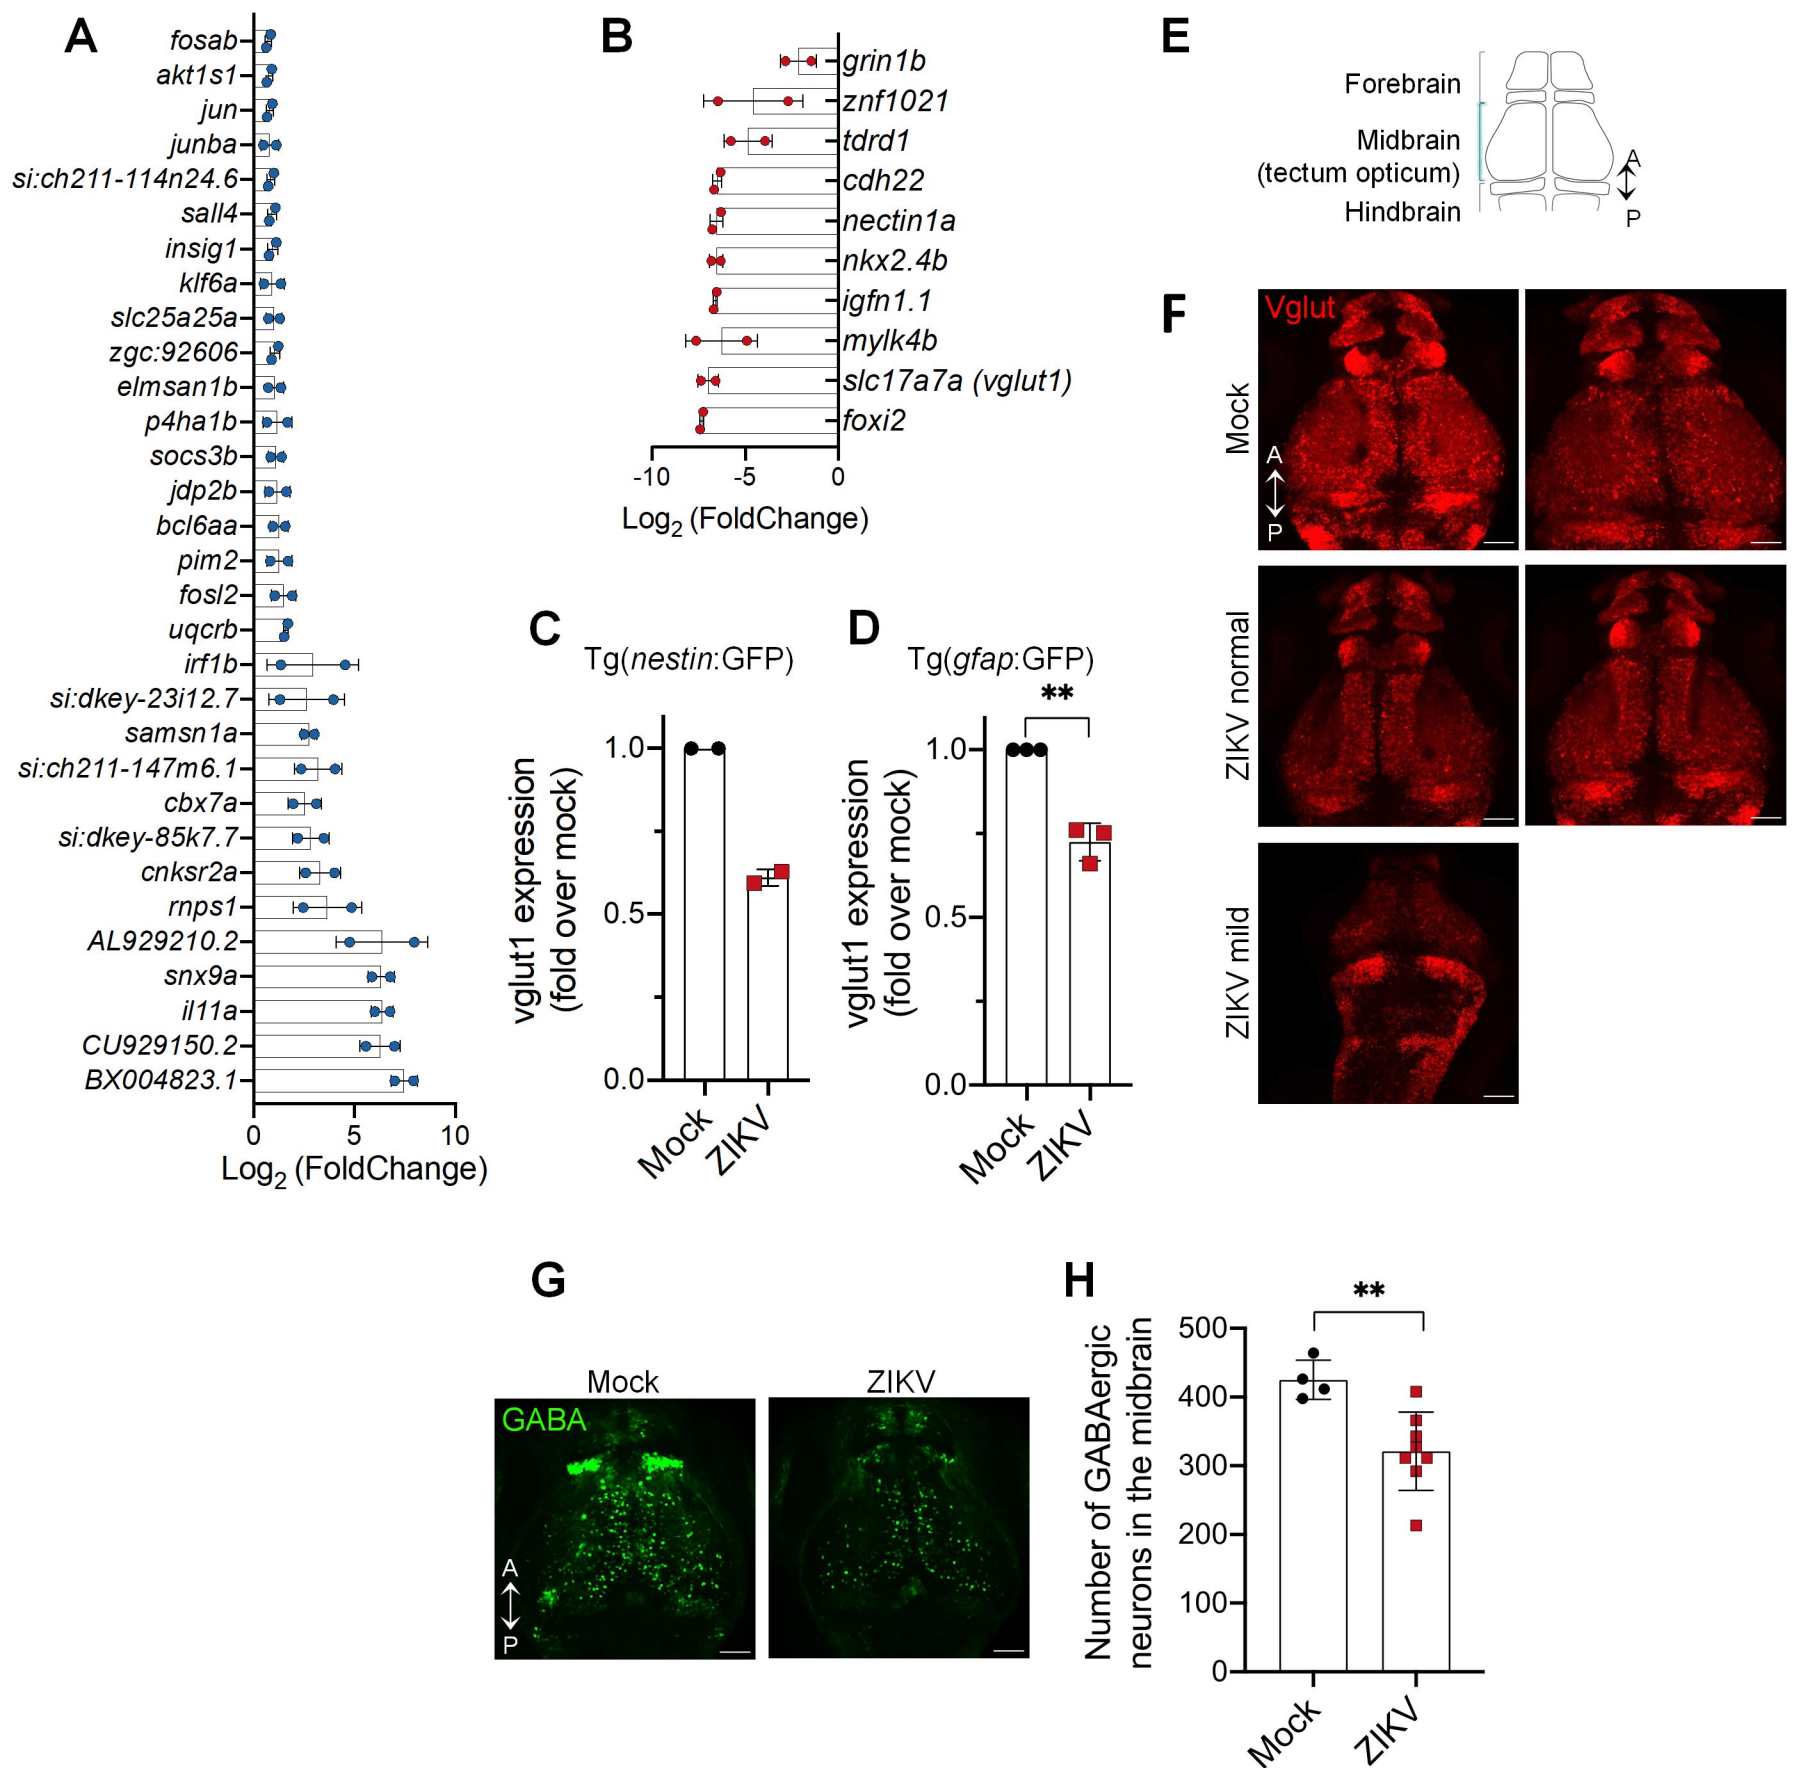 A
fosab
akt1s1
jun
junba
si:ch211-114n24.6
sall4
insig1
klf6a
slc25a25a
zgc:92606
elmsan1b
p4ha1b
socs3b
jdp2b
bcl6aa
pim2
fosl2
uqcrb
irf1b
si:dkey-23i12.7
samsn1a
si:ch211-147m6.1
cbx7a
si:dkey-85k7.7
cnksr2a
rnps1
AL929210.2
snx9a
il11a
CU929150.2
BX004823.1
0 5 10
Log2 (FoldChange)
B
grin1b
znf1021
tdrd1
cdh22
nectin1a
nkx2.4b
igfn1.1
mylk4b
slc17a7a (vglut1)
foxi2
-10 -5 0
Log2 (FoldChange)
C
Tg(nestin:GFP)
vglut1 expression
(fold over mock)
1.0
0.5
0.0
Mock
ZIKV
D
Tg(gfap:GFP)
**
vglut1 expression
(fold over mock)
1.0
0.5
0.0
Mock
ZIKV
E
Forebrain
Midbrain
(tectum opticum)
Hindbrain
A
P
F
Vglut
Mock
A
P
ZIKV normal
ZIKV mild
G
Mock
ZIKV
GABA
A
P
H
**
Number of GABAergic
neurons in the midbrain
500
400
300
200
100
0
Mock
ZIKV